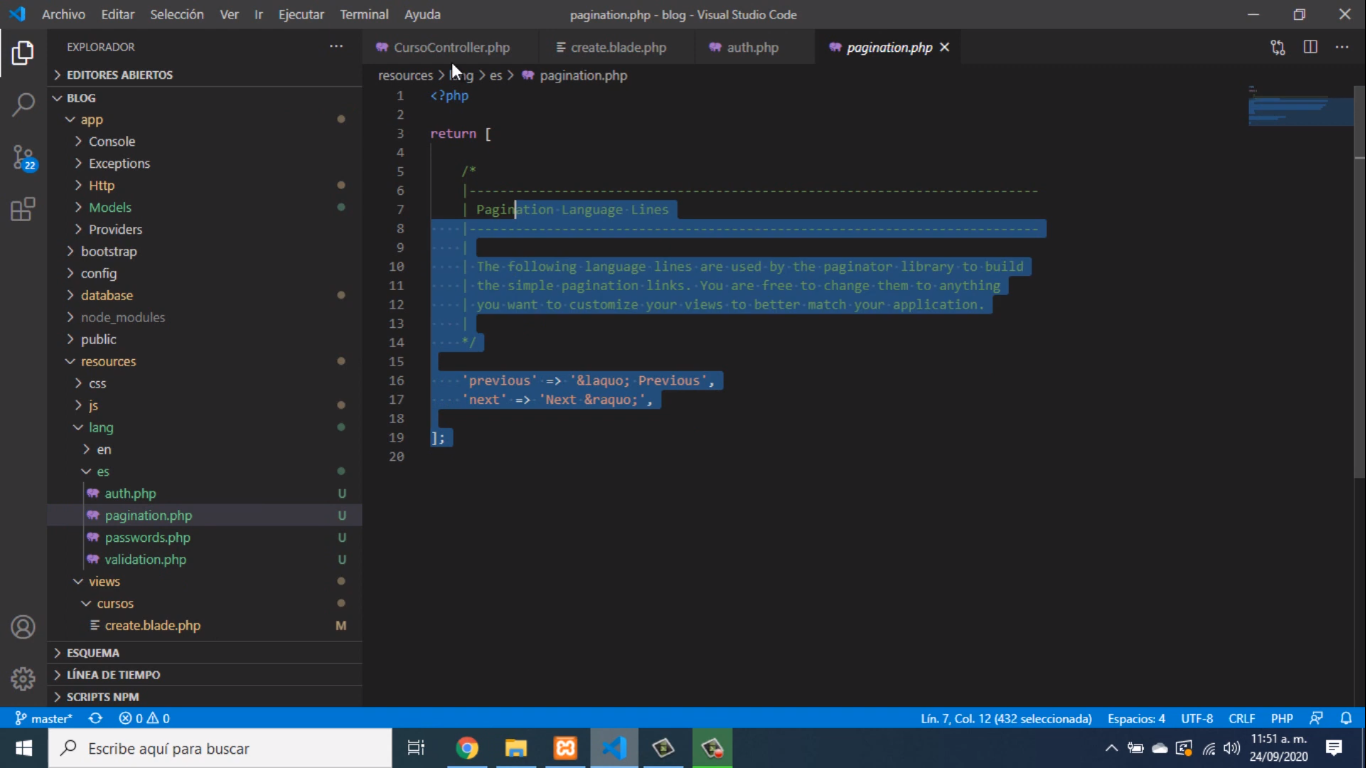 Archivo Editar Selección Ver Ir Ejecutar Terminal Ayuda
pagination.php - blog - Visual Studio Code
EXPLORADOR
EDITORES ABIERTOS
BLOG
app
Console
Exceptions
Http
Models
Providers
bootstrap
config
database
node_modules
public
resources
css
js
lang
en
es
auth.php U
pagination.php U
passwords.php U
validation.php U
views
cursos
create.blade.php M
ESQUEMA
LÍNEA DE TIEMPO
SCRIPTS NPM
22
CursoController.php create.blade.php auth.php pagination.php
resources > lang > es > pagination.php
1 <?php
2
3 return [
4
5 /*
6 |--------------------------------------------------------------------------
7 | Pagination Language Lines
8 |--------------------------------------------------------------------------
9 |
10 | The following language lines are used by the paginator library to build
11 | the simple pagination links. You are free to change them to anything
12 | you want to customize your views to better match your application.
13 |
14 */
15
16 'previous' => '&laquo; Previous',
17 'next' => 'Next &raquo;',
18
19 ];
20
master* 0 0 Lín. 7, Col. 12 (432 seleccionada) Espacios: 4 UTF-8 CRLF PHP
Escribe aquí para buscar
11:51 a. m.
24/09/2020